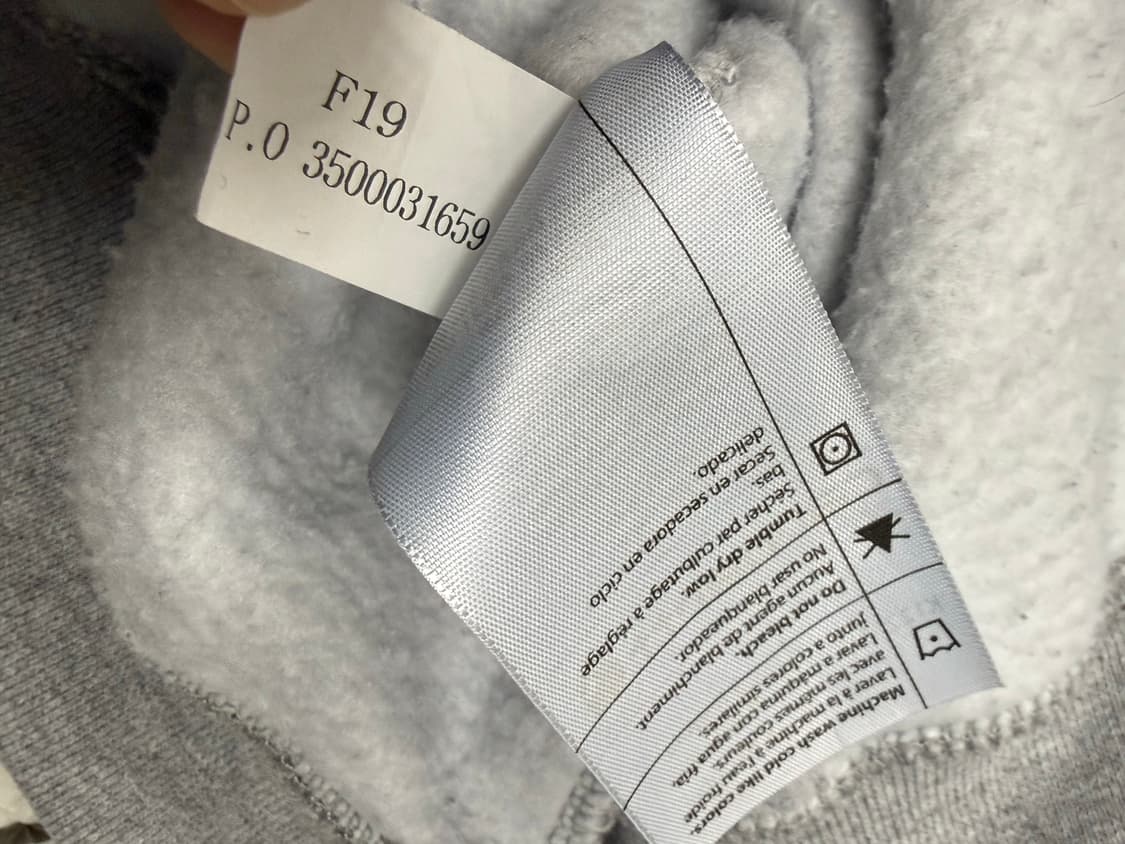 F19
P.O 3500031659
Machine wash cold like colors.
Laver à la machine à l'eau froide
avec les mêmes couleurs.
Lavar a máquina con agua fría,
junto a colores similares.
Do not bleach.
Aucun agent de blanchiment.
No usar blanqueador.
Tumble dry low.
Sécher par culbutage à réglage
bas.
Secar en secadora en ciclo
delicado.